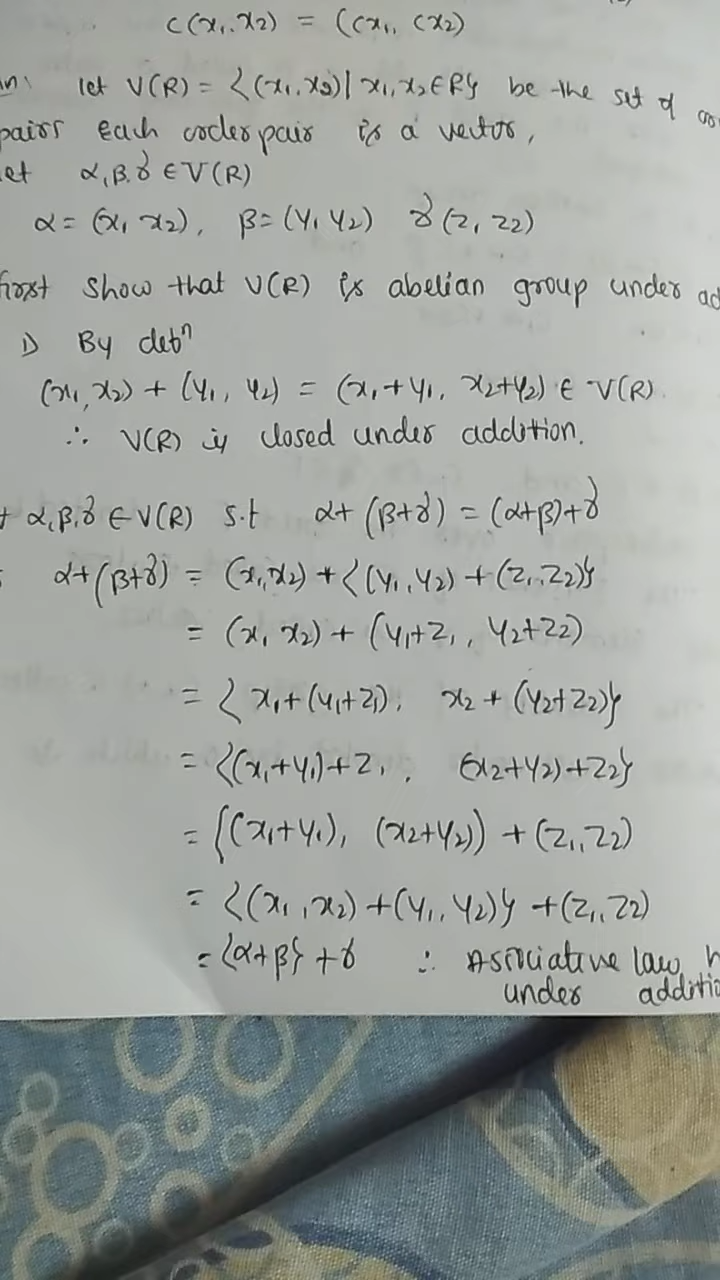 c(x₁, x₂) = (cx₁, cx₂)
let V(R) = {(x₁, x₂) | x₁, x₂ ∈ R} be the set of
pairs each order pair is a vector,
let α, β, γ ∈ V(R)
α = (x₁ x₂), β = (y₁ y₂) γ (z₁ z₂)
first show that V(R) is abelian group under
1) By defⁿ
(x₁, x₂) + (y₁, y₂) = (x₁+y₁, x₂+y₂) ∈ V(R)
∴ V(R) is closed under addition.
α, β, γ ∈ V(R) s.t α+(β+γ) = (α+β)+γ
α+(β+γ) = (x₁, x₂) + {(y₁, y₂) + (z₁, z₂)}
= (x₁ x₂) + (y₁+z₁, y₂+z₂)
= {x₁+(y₁+z₁), x₂+(y₂+z₂)}
= {(x₁+y₁)+z₁, (x₂+y₂)+z₂}
= {(x₁+y₁), (x₂+y₂)) + (z₁, z₂)
= {(x₁, x₂)+(y₁, y₂)} + (z₁, z₂)
= {α+β} + γ ∴ Associative law
under